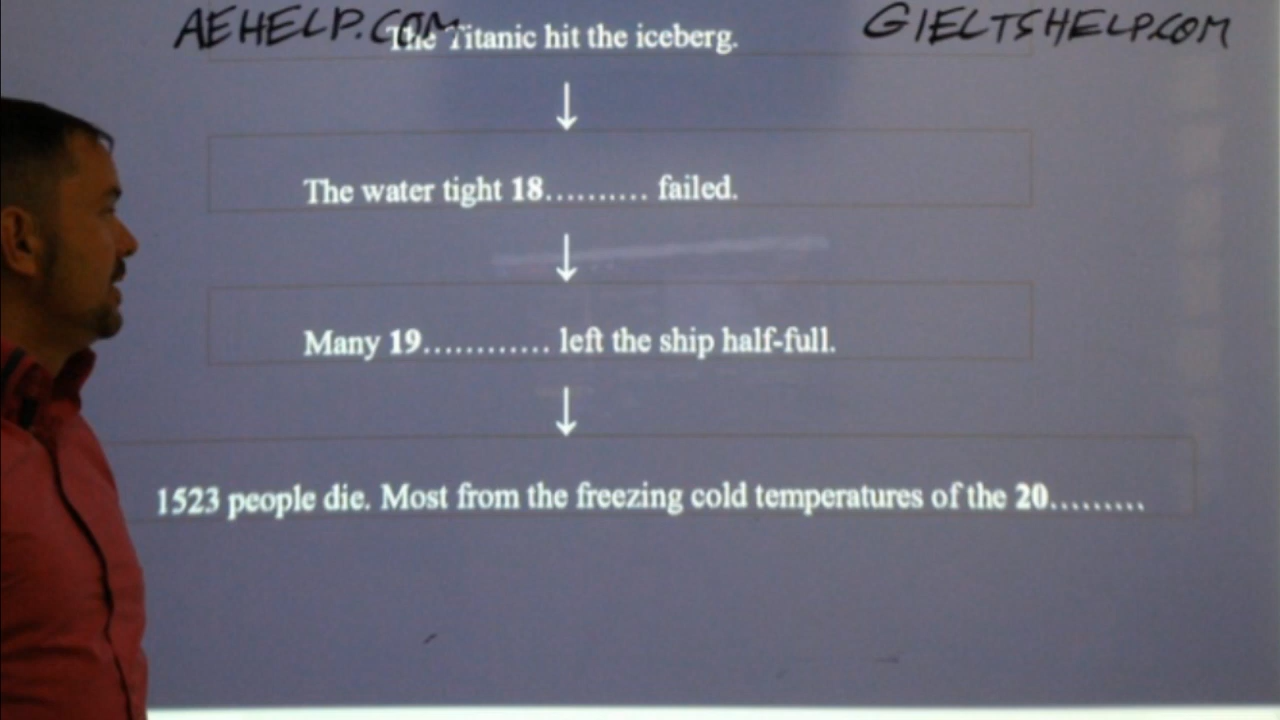 AEHELP.COM
GIELTSHELP.COM
The Titanic hit the iceberg.
The water tight 18.......... failed.
Many 19............ left the ship half-full.
1523 people die. Most from the freezing cold temperatures of the 20.........